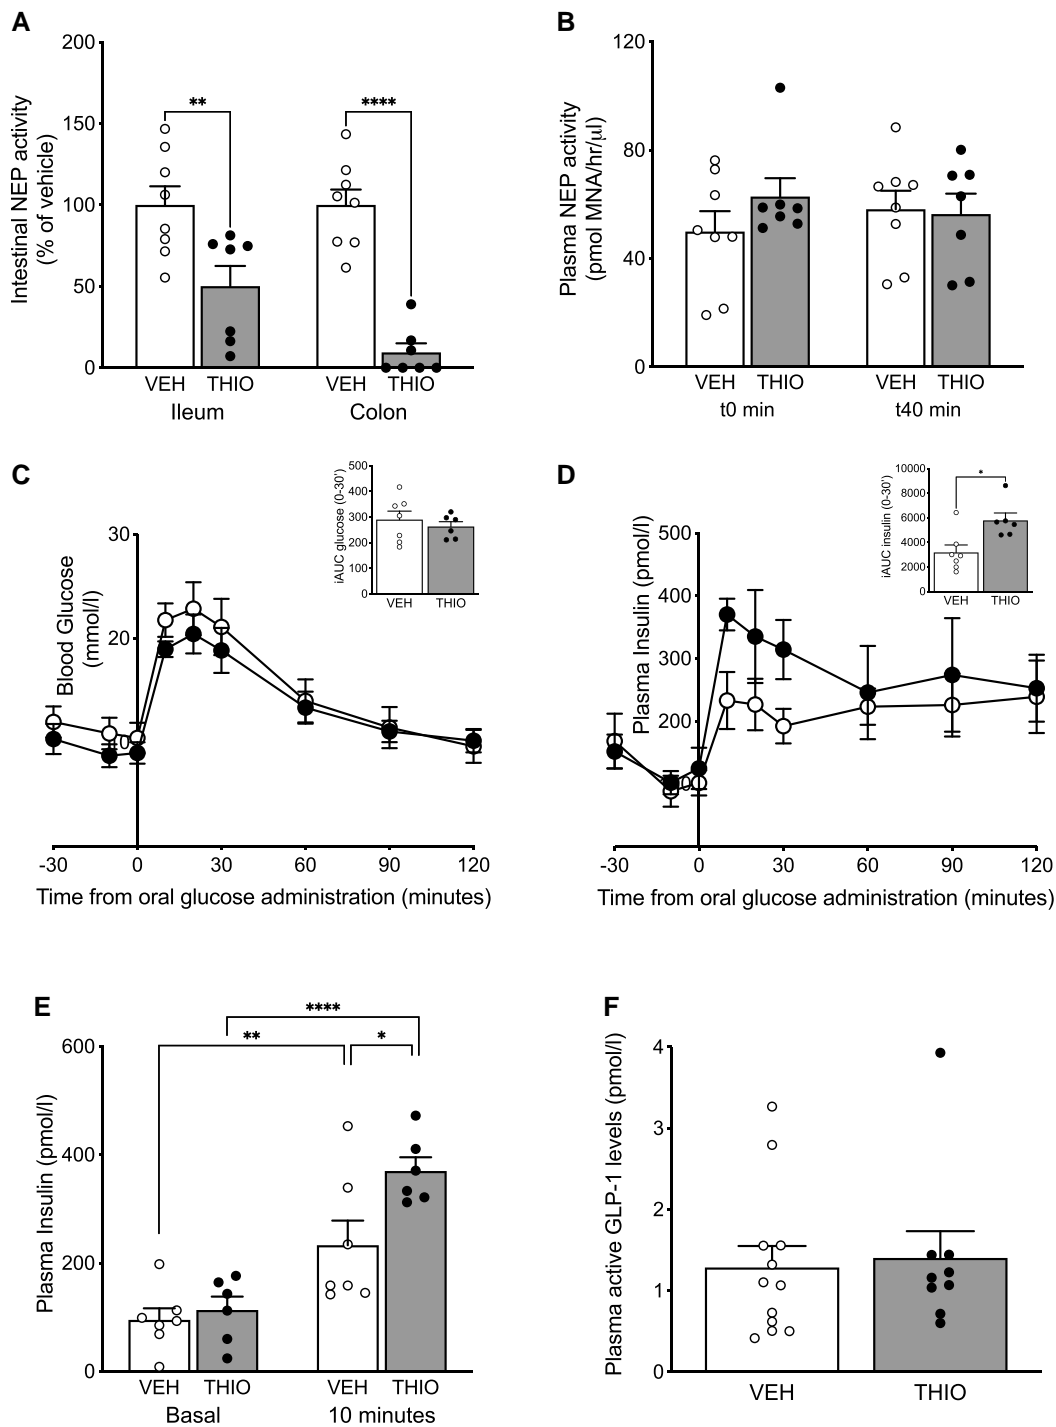 A
Intestinal NEP activity
(% of vehicle)
200
150
100
50
0
**
****
VEH THIO VEH THIO
Ileum Colon
B
Plasma NEP activity
(pmol MNA/hr/µl)
120
80
40
0
VEH THIO VEH THIO
t0 min t40 min
C
Blood Glucose
(mmol/l)
30
20
10
-30 0 30 60 90 120
Time from oral glucose administration (minutes)
iAUC glucose (0-30')
500
400
300
200
100
0
VEH THIO
D
Plasma Insulin (pmol/l)
500
400
300
200
-30 0 30 60 90 120
Time from oral glucose administration (minutes)
iAUC insulin (0-30')
10000
8000
6000
4000
2000
0
*
VEH THIO
E
Plasma Insulin (pmol/l)
600
400
200
0
****
**
*
VEH THIO VEH THIO
Basal 10 minutes
F
Plasma active GLP-1 levels (pmol/l)
4
3
2
1
0
VEH THIO